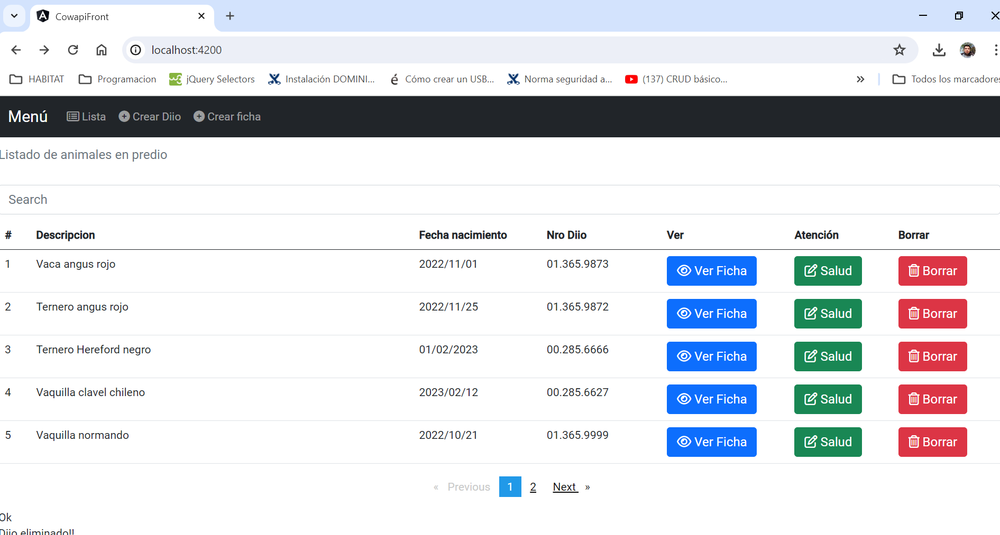 CowapiFront
localhost:4200
HABITAT Programacion jQuery Selectors Instalación DOMINI... Cómo crear un USB... Norma seguridad a... (137) CRUD básico... » Todos los marcadores
Menú Lista Crear Diio Crear ficha
Listado de animales en predio
Search
# Descripcion Fecha nacimiento Nro Diio Ver Atención Borrar
1 Vaca angus rojo 2022/11/01 01.365.9873 Ver Ficha Salud Borrar
2 Ternero angus rojo 2022/11/25 01.365.9872 Ver Ficha Salud Borrar
3 Ternero Hereford negro 01/02/2023 00.285.6666 Ver Ficha Salud Borrar
4 Vaquilla clavel chileno 2023/02/12 00.285.6627 Ver Ficha Salud Borrar
5 Vaquilla normando 2022/10/21 01.365.9999 Ver Ficha Salud Borrar
« Previous 1 2 Next »
Ok
Diio eliminado!!